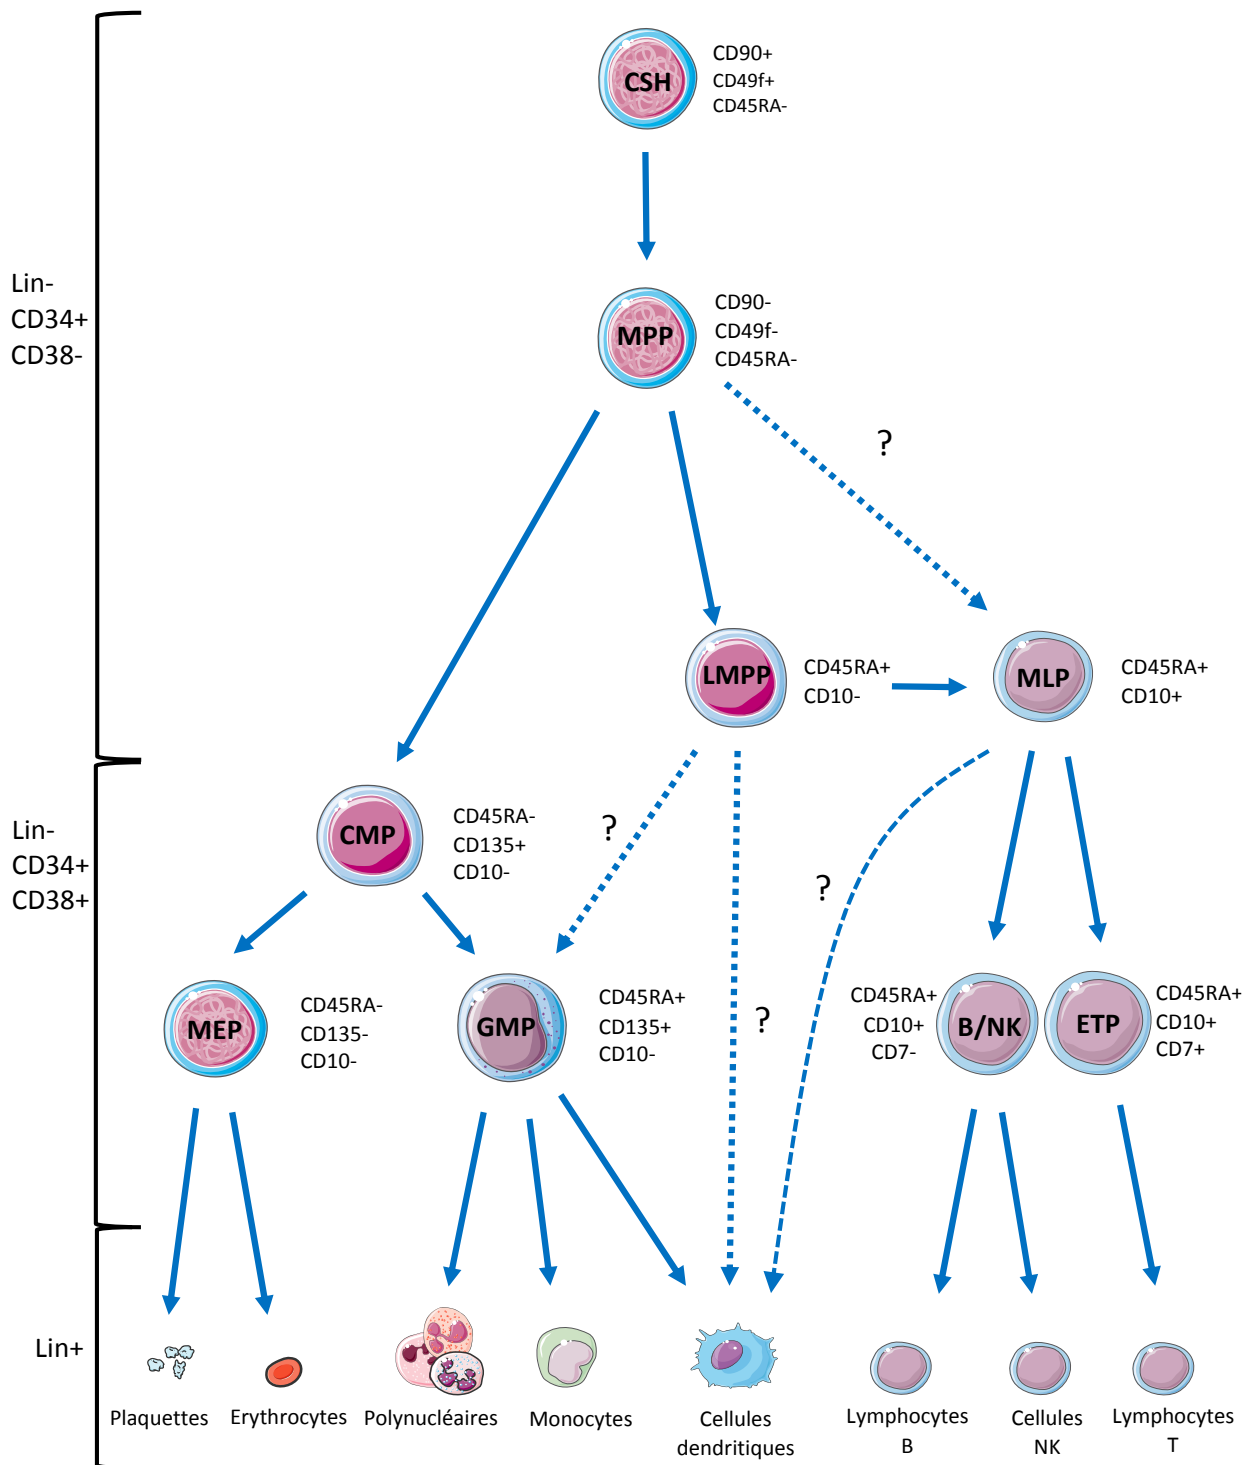 CSH
CD90+
CD49f+
CD45RA-
Lin-
CD34+
CD38-
MPP
CD90-
CD49f-
CD45RA-
?
LMPP
CD45RA+
CD10-
MLP
CD45RA+
CD10+
Lin-
CD34+
CD38+
CMP
CD45RA-
CD135+
CD10-
?
?
MEP
CD45RA-
CD135-
CD10-
GMP
CD45RA+
CD135+
CD10-
?
CD45RA+
CD10+
CD7-
B/NK
ETP
CD45RA+
CD10+
CD7+
Lin+
Plaquettes
Erythrocytes
Polynucléaires
Monocytes
Cellules
dendritiques
Lymphocytes
B
Cellules
NK
Lymphocytes
T